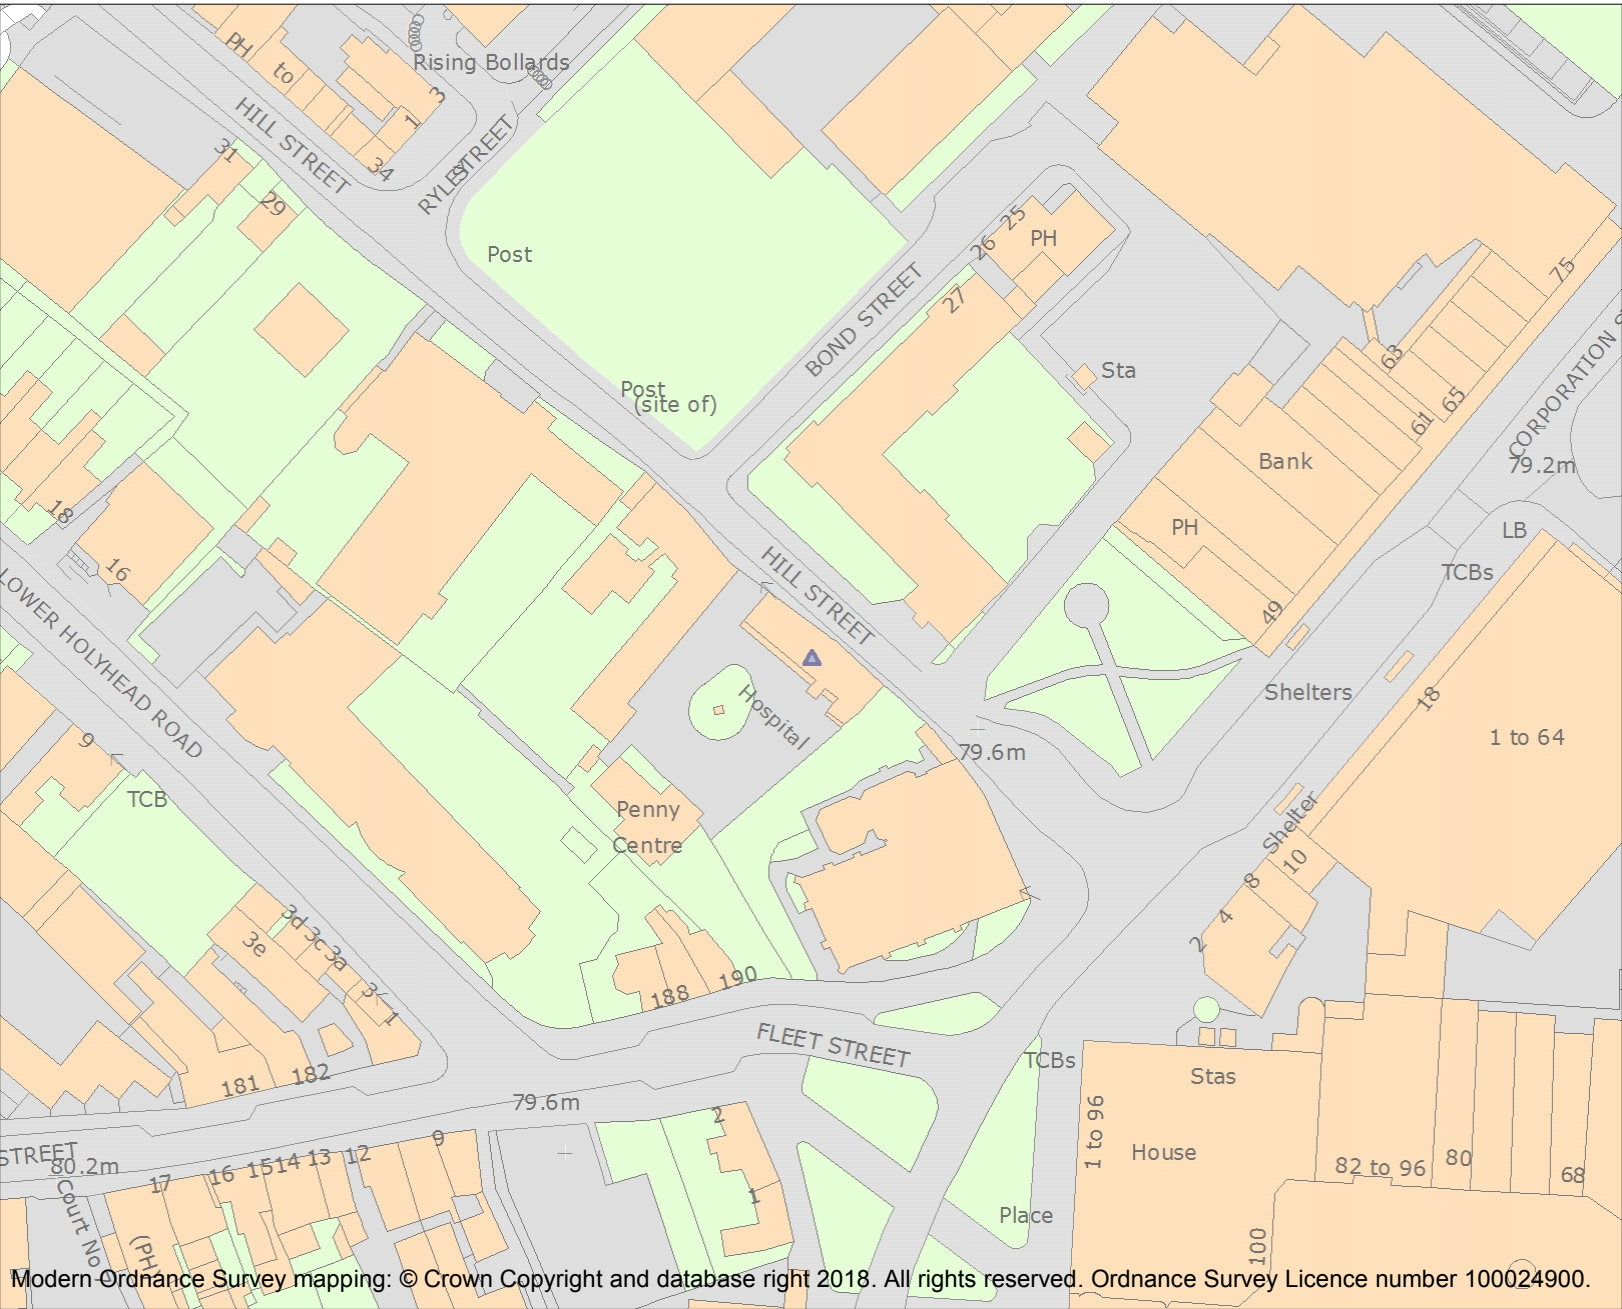 PH
to
Rising Bollards
3
1
34
HILL STREET
RYLEY
STREET
31
29
Post
Post
(site of)
BOND STREET
25
26
27
PH
Sta
75
63
65
61
CORPORATION S
79.2m
Bank
PH
49
LB
TCBs
18
16
LOWER HOLYHEAD ROAD
HILL STREET
Hospital
Shelters
18
1 to 64
79.6m
9
TCB
Penny
Centre
Shelter
10
8
4
2
3d
3c
3a
3e
3
1
188
190
FLEET STREET
TCBs
Stas
181
182
79.6m
2
1
STREET
80.2m
17
16
15
14
13
12
9
1 to 96
House
82 to 96
80
68
Place
100
Court No
(PH)
Modern Ordnance Survey mapping: © Crown Copyright and database right 2018. All rights reserved. Ordnance Survey Licence number 100024900.